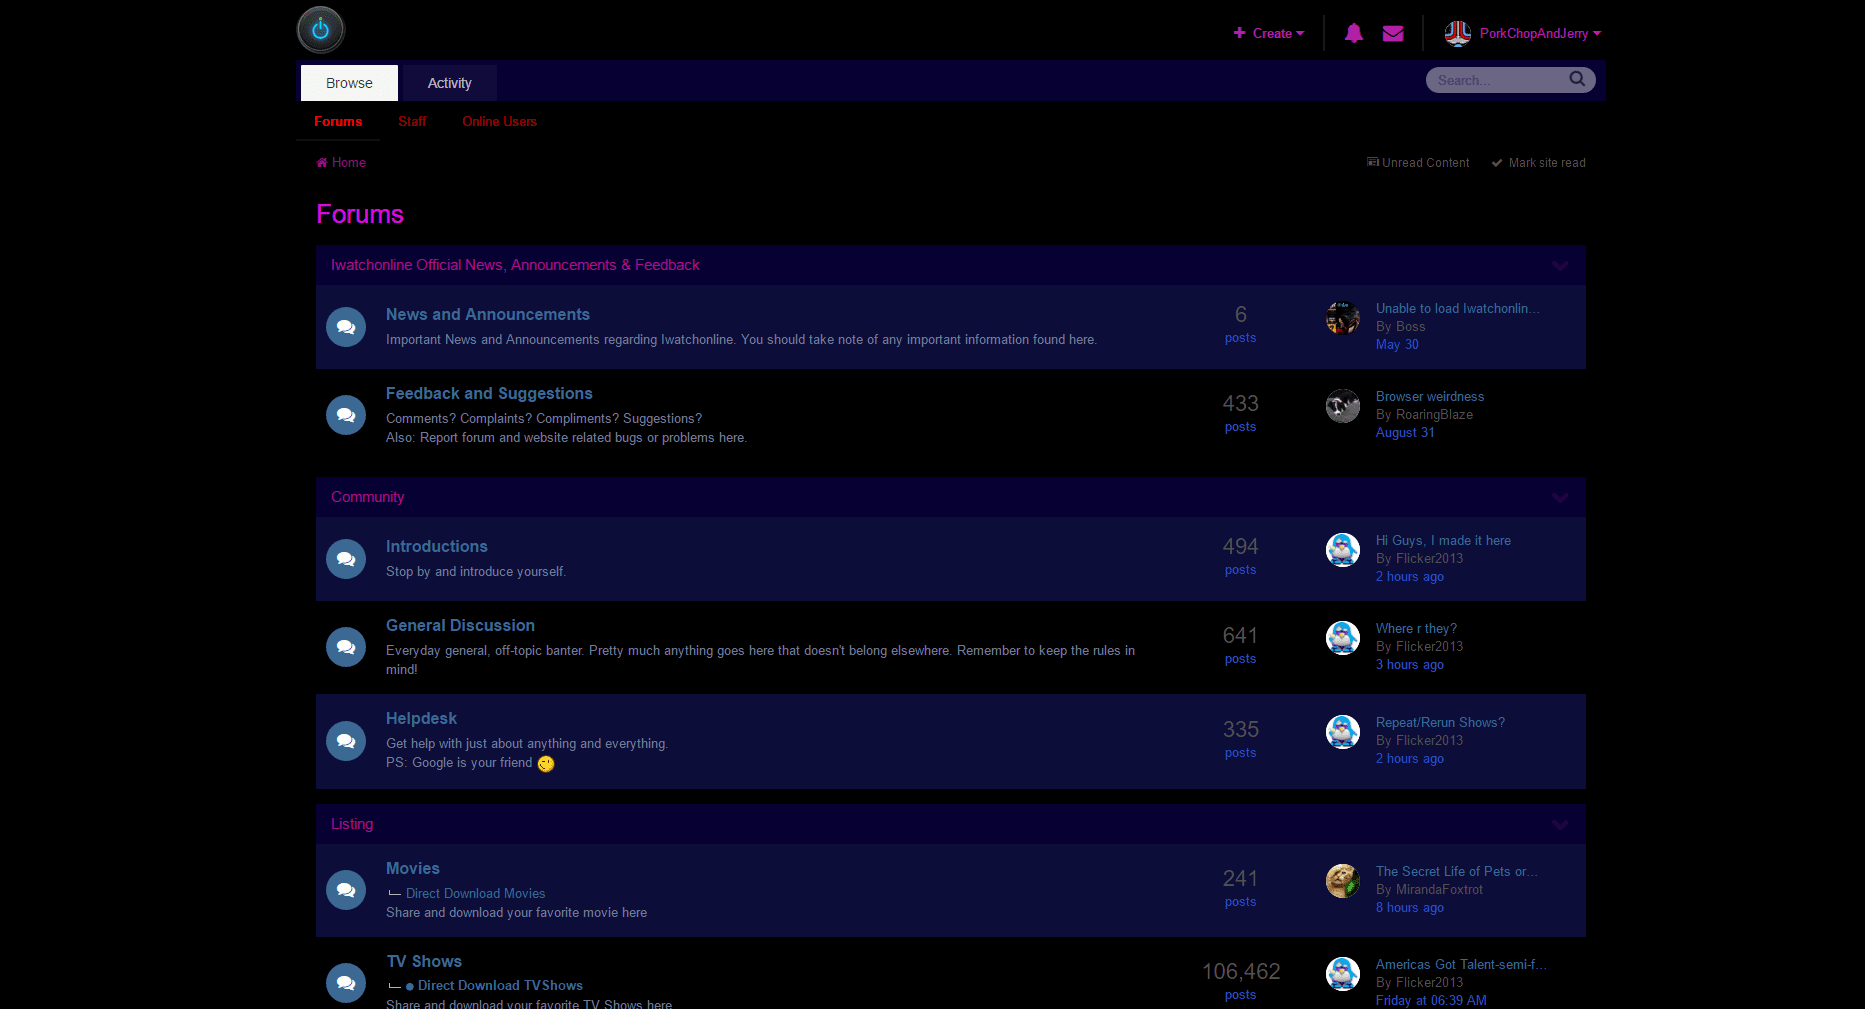 Create
PorkChopAndJerry
Browse
Activity
Search...
Forums
Staff
Online Users
Home
Unread Content
Mark site read
Forums
Iwatchonline Official News, Announcements & Feedback
News and Announcements
Important News and Announcements regarding Iwatchonline. You should take note of any important information found here.
6
posts
Unable to load Iwatchonlin...
By Boss
May 30
Feedback and Suggestions
Comments? Complaints? Compliments? Suggestions?
Also: Report forum and website related bugs or problems here.
433
posts
Browser weirdness
By RoaringBlaze
August 31
Community
Introductions
Stop by and introduce yourself.
494
posts
Hi Guys, I made it here
By Flicker2013
2 hours ago
General Discussion
Everyday general, off-topic banter. Pretty much anything goes here that doesn't belong elsewhere. Remember to keep the rules in
mind!
641
posts
Where r they?
By Flicker2013
3 hours ago
Helpdesk
Get help with just about anything and everything.
PS: Google is your friend
335
posts
Repeat/Rerun Shows?
By Flicker2013
2 hours ago
Listing
Movies
Direct Download Movies
Share and download your favorite movie here
241
posts
The Secret Life of Pets or...
By MirandaFoxtrot
8 hours ago
TV Shows
Direct Download TVShows
Share and download your favorite TV Shows here
106,462
posts
Americas Got Talent-semi-f...
By Flicker2013
Friday at 06:39 AM